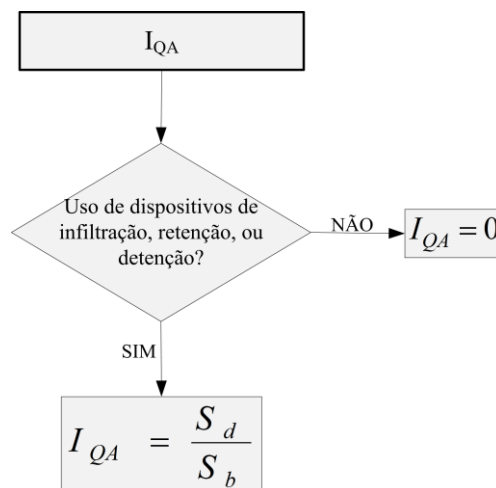 I_QA
Uso de dispositivos de
infiltração, retenção, ou
detenção?
NÃO
I_QA = 0
SIM
I_QA = S_d / S_b